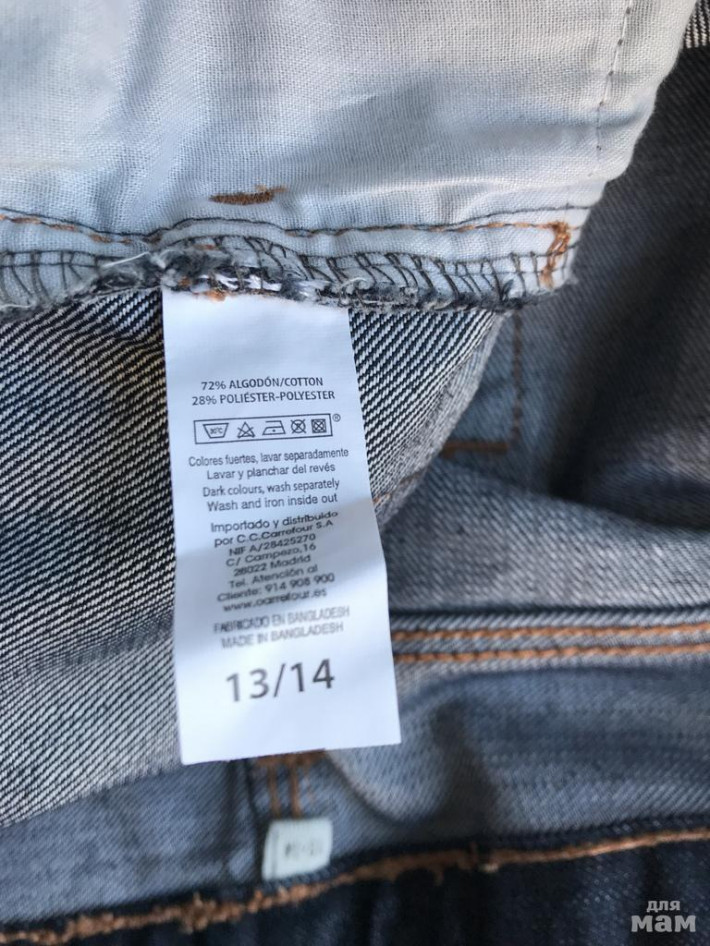 72% ALGODÓN/COTTON
28% POLIÉSTER-POLYESTER
30°C
®
Colores fuertes, lavar separadamente
Lavar y planchar del revés
Dark colours, wash separately
Wash and iron inside out
Importado y distribuido
por C.C.Carrefour S.A
NIF A/28425270
C/ Campezo,16
28022 Madrid
Tel. Atención al
Cliente: 914 908 900
www.carrefour.es
FABRICADO EN BANGLADESH
MADE IN BANGLADESH
13/14
для
мам